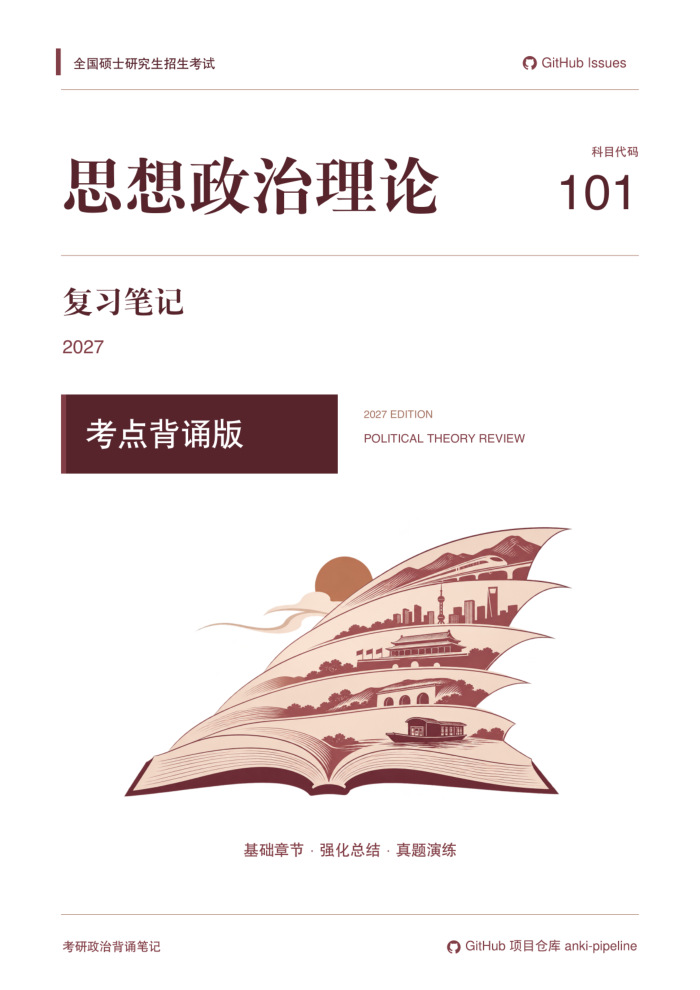 全国硕士研究生招生考试
GitHub Issues
思想政治理论
科目代码
101
复习笔记
2027
考点背诵版
2027 EDITION
POLITICAL THEORY REVIEW
基础章节 · 强化总结 · 真题演练
考研政治背诵笔记
GitHub 项目仓库 anki-pipeline